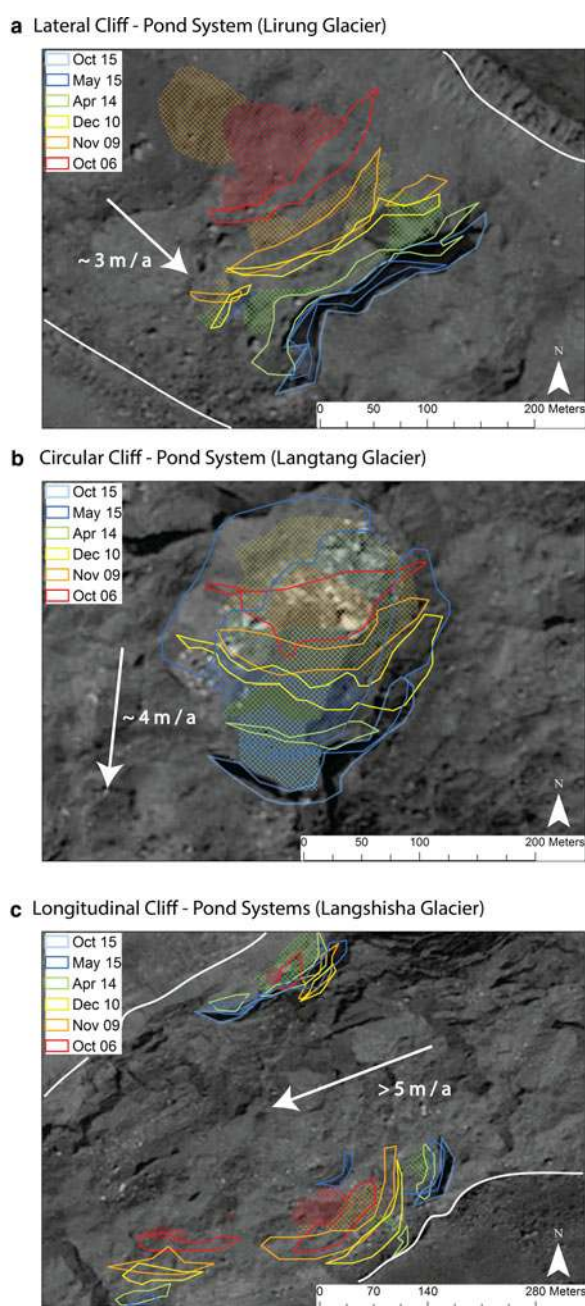 a Lateral Cliff - Pond System (Lirung Glacier)
Oct 15
May 15
Apr 14
Dec 10
Nov 09
Oct 06
~ 3 m / a
N
0 50 100 200 Meters
b Circular Cliff - Pond System (Langtang Glacier)
Oct 15
May 15
Apr 14
Dec 10
Nov 09
Oct 06
~ 4 m / a
N
0 50 100 200 Meters
c Longitudinal Cliff - Pond Systems (Langshisha Glacier)
Oct 15
May 15
Apr 14
Dec 10
Nov 09
Oct 06
> 5 m / a
N
0 70 140 280 Meters